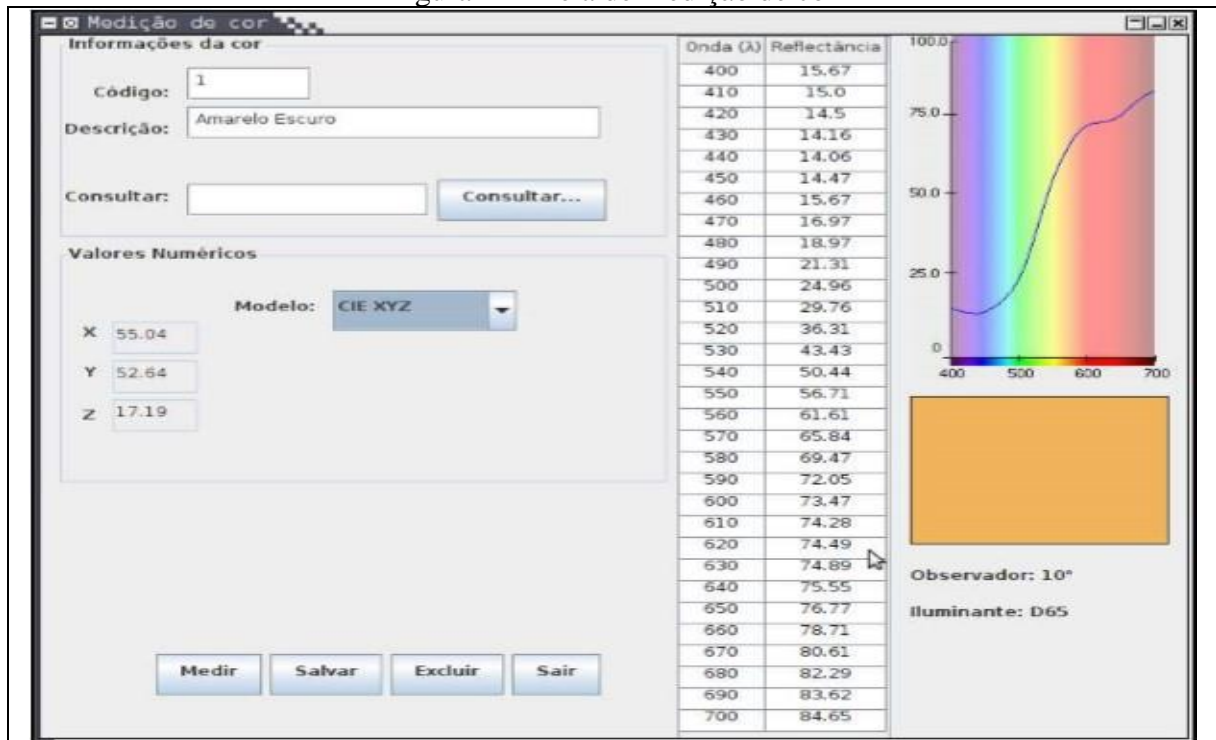 Medição de cor
Informações da cor
Código: 1
Descrição: Amarelo Escuro
Consultar: Consultar...
Valores Numéricos
Modelo: CIE XYZ
X 55.04
Y 52.64
Z 17.19
Medir Salvar Excluir Sair
Onda (λ) Reflectância
400 15.67
410 15.0
420 14.5
430 14.16
440 14.06
450 14.47
460 15.67
470 16.97
480 18.97
490 21.31
500 24.96
510 29.76
520 36.31
530 43.43
540 50.44
550 56.71
560 61.61
570 65.84
580 69.47
590 72.05
600 73.47
610 74.28
620 74.49
630 74.89
640 75.55
650 76.77
660 78.71
670 80.61
680 82.29
690 83.62
700 84.65
100.0
75.0
50.0
25.0
0
400 500 600 700
Observador: 10°
Iluminante: D65